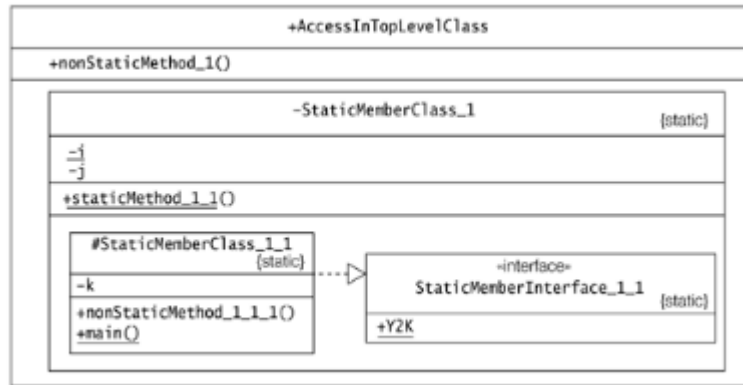 +AccessInTopLevelClass
+nonStaticMethod_1()
-StaticMemberClass_1
{static}
-i
-j
+staticMethod_1_1()
#StaticMemberClass_1_1
{static}
-k
+nonStaticMethod_1_1_1()
+main()
«interface»
StaticMemberInterface_1_1
{static}
+Y2K